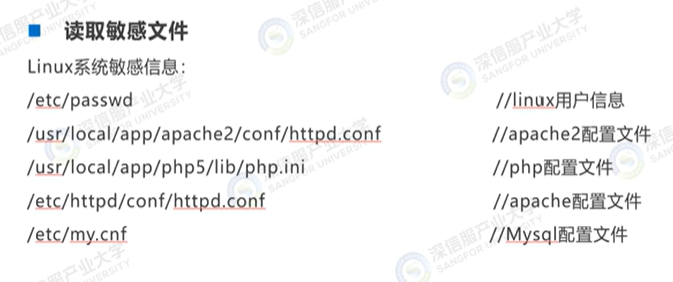 读取敏感文件
Linux系统敏感信息：
/etc/passwd //linux用户信息
/usr/local/app/apache2/conf/httpd.conf //apache2配置文件
/usr/local/app/php5/lib/php.ini //php配置文件
/etc/httpd/conf/httpd.conf //apache配置文件
/etc/my.cnf //Mysql配置文件
深信服产业大学
SANGFOR UNIVERSITY